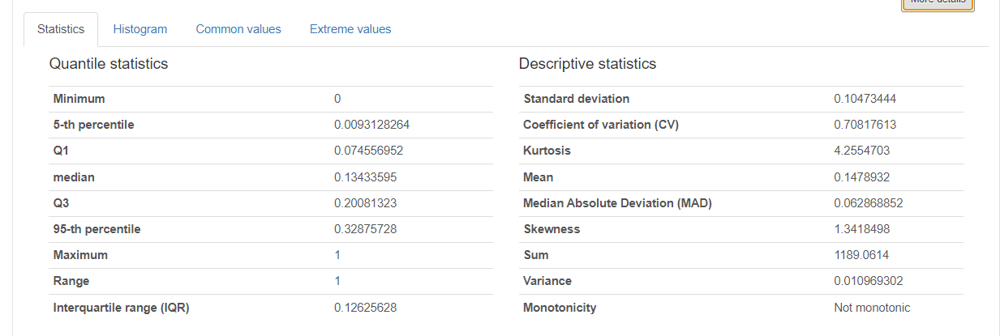 More details
Statistics Histogram Common values Extreme values
Quantile statistics
Minimum 0
5-th percentile 0.0093128264
Q1 0.074556952
median 0.13433595
Q3 0.20081323
95-th percentile 0.32875728
Maximum 1
Range 1
Interquartile range (IQR) 0.12625628
Descriptive statistics
Standard deviation 0.10473444
Coefficient of variation (CV) 0.70817613
Kurtosis 4.2554703
Mean 0.1478932
Median Absolute Deviation (MAD) 0.062868852
Skewness 1.3418498
Sum 1189.0614
Variance 0.010969302
Monotonicity Not monotonic